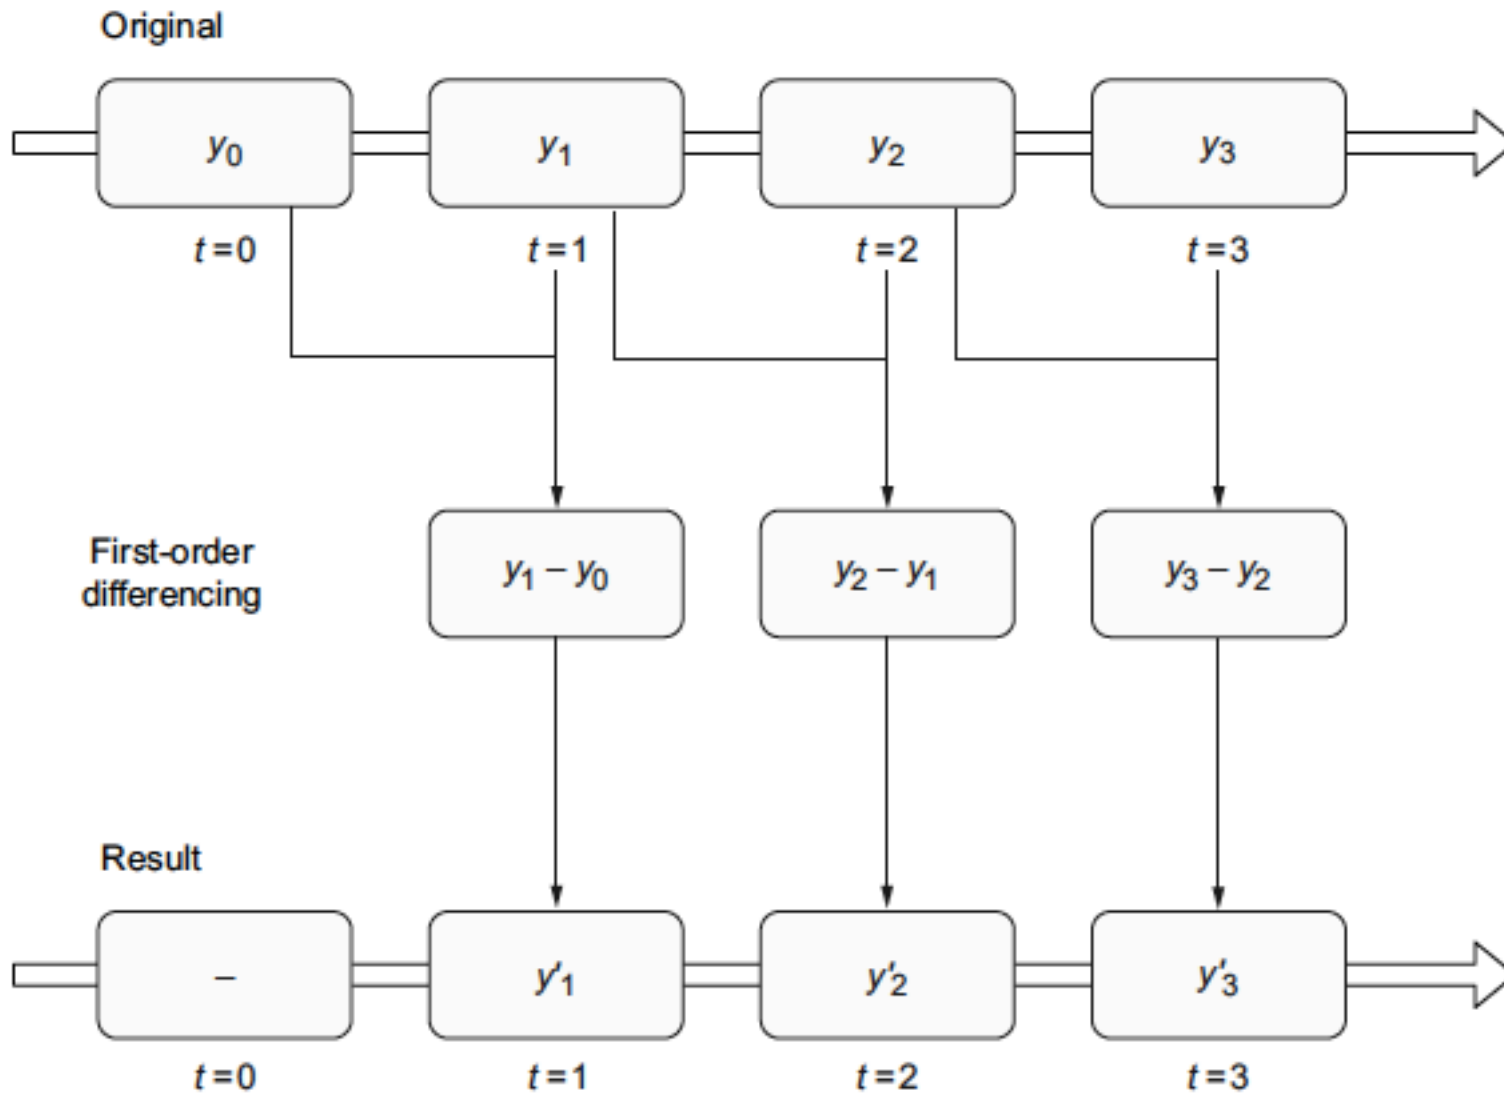 Original
y0 y1 y2 y3
t=0 t=1 t=2 t=3
First-order
differencing
y1 – y0 y2 – y1 y3 – y2
Result
– y'1 y'2 y'3
t=0 t=1 t=2 t=3